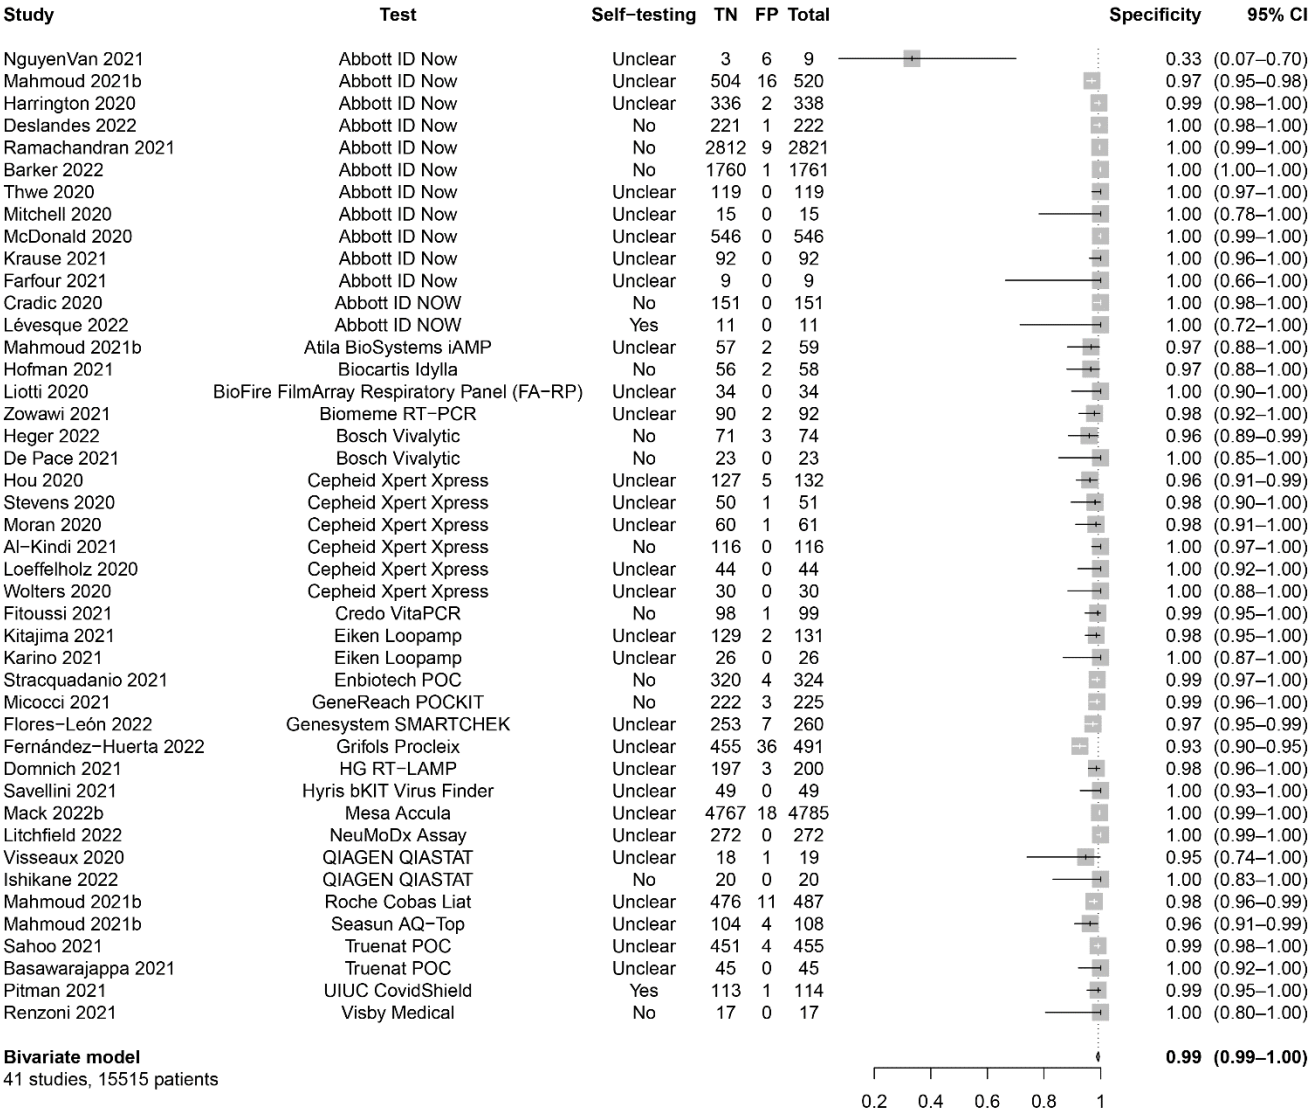 Study Test Self−testing TN FP Total Specificity 95% CI
NguyenVan 2021 Abbott ID Now Unclear 3 6 9 0.33 (0.07–0.70)
Mahmoud 2021b Abbott ID Now Unclear 504 16 520 0.97 (0.95–0.98)
Harrington 2020 Abbott ID Now Unclear 336 2 338 0.99 (0.98–1.00)
Deslandes 2022 Abbott ID Now No 221 1 222 1.00 (0.98–1.00)
Ramachandran 2021 Abbott ID Now No 2812 9 2821 1.00 (0.99–1.00)
Barker 2022 Abbott ID Now No 1760 1 1761 1.00 (1.00–1.00)
Thwe 2020 Abbott ID Now Unclear 119 0 119 1.00 (0.97–1.00)
Mitchell 2020 Abbott ID Now Unclear 15 0 15 1.00 (0.78–1.00)
McDonald 2020 Abbott ID Now Unclear 546 0 546 1.00 (0.99–1.00)
Krause 2021 Abbott ID Now Unclear 92 0 92 1.00 (0.96–1.00)
Farfour 2021 Abbott ID Now Unclear 9 0 9 1.00 (0.66–1.00)
Cradic 2020 Abbott ID NOW No 151 0 151 1.00 (0.98–1.00)
Lévesque 2022 Abbott ID NOW Yes 11 0 11 1.00 (0.72–1.00)
Mahmoud 2021b Atila BioSystems iAMP Unclear 57 2 59 0.97 (0.88–1.00)
Hofman 2021 Biocartis Idylla No 56 2 58 0.97 (0.88–1.00)
Liotti 2020 BioFire FilmArray Respiratory Panel (FA−RP) Unclear 34 0 34 1.00 (0.90–1.00)
Zowawi 2021 Biomeme RT−PCR Unclear 90 2 92 0.98 (0.92–1.00)
Heger 2022 Bosch Vivalytic No 71 3 74 0.96 (0.89–0.99)
De Pace 2021 Bosch Vivalytic No 23 0 23 1.00 (0.85–1.00)
Hou 2020 Cepheid Xpert Xpress Unclear 127 5 132 0.96 (0.91–0.99)
Stevens 2020 Cepheid Xpert Xpress Unclear 50 1 51 0.98 (0.90–1.00)
Moran 2020 Cepheid Xpert Xpress Unclear 60 1 61 0.98 (0.91–1.00)
Al−Kindi 2021 Cepheid Xpert Xpress No 116 0 116 1.00 (0.97–1.00)
Loeffelholz 2020 Cepheid Xpert Xpress Unclear 44 0 44 1.00 (0.92–1.00)
Wolters 2020 Cepheid Xpert Xpress Unclear 30 0 30 1.00 (0.88–1.00)
Fitoussi 2021 Credo VitaPCR No 98 1 99 0.99 (0.95–1.00)
Kitajima 2021 Eiken Loopamp Unclear 129 2 131 0.98 (0.95–1.00)
Karino 2021 Eiken Loopamp Unclear 26 0 26 1.00 (0.87–1.00)
Stracquadanio 2021 Enbiotech POC No 320 4 324 0.99 (0.97–1.00)
Micocci 2021 GeneReach POCKIT No 222 3 225 0.99 (0.96–1.00)
Flores−León 2022 Genesystem SMARTCHEK Unclear 253 7 260 0.97 (0.95–0.99)
Fernández−Huerta 2022 Grifols Procleix Unclear 455 36 491 0.93 (0.90–0.95)
Domnich 2021 HG RT−LAMP Unclear 197 3 200 0.98 (0.96–1.00)
Savellini 2021 Hyris bKIT Virus Finder Unclear 49 0 49 1.00 (0.93–1.00)
Mack 2022b Mesa Accula Unclear 4767 18 4785 1.00 (0.99–1.00)
Litchfield 2022 NeuMoDx Assay Unclear 272 0 272 1.00 (0.99–1.00)
Visseaux 2020 QIAGEN QIASTAT Unclear 18 1 19 0.95 (0.74–1.00)
Ishikane 2022 QIAGEN QIASTAT No 20 0 20 1.00 (0.83–1.00)
Mahmoud 2021b Roche Cobas Liat Unclear 476 11 487 0.98 (0.96–0.99)
Mahmoud 2021b Seasun AQ−Top Unclear 104 4 108 0.96 (0.91–0.99)
Sahoo 2021 Truenat POC Unclear 451 4 455 0.99 (0.98–1.00)
Basawarajappa 2021 Truenat POC Unclear 45 0 45 1.00 (0.92–1.00)
Pitman 2021 UIUC CovidShield Yes 113 1 114 0.99 (0.95–1.00)
Renzoni 2021 Visby Medical No 17 0 17 1.00 (0.80–1.00)
Bivariate model 0.99 (0.99–1.00)
41 studies, 15515 patients
0.2 0.4 0.6 0.8 1